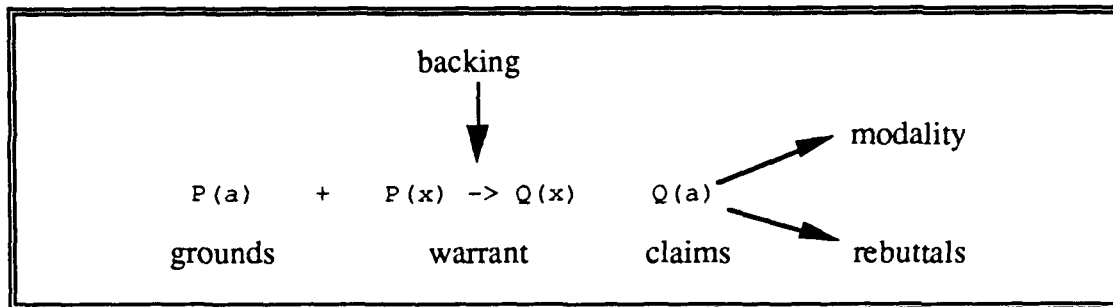 backing
modality
P(a) + P(x) -> Q(x) Q(a)
grounds warrant claims rebuttals